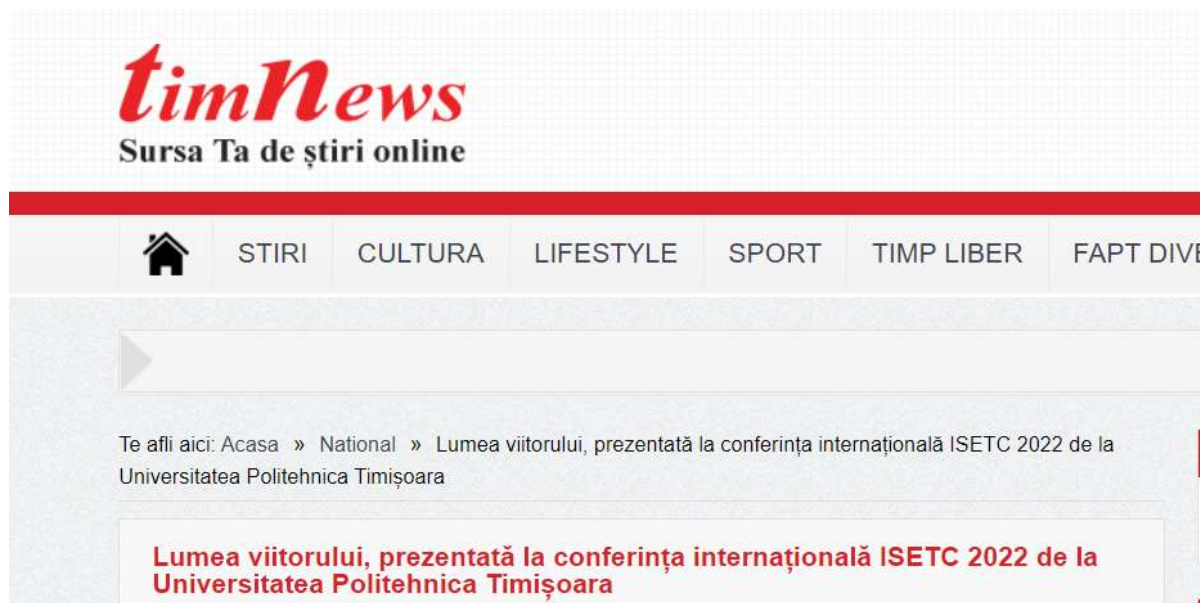 timNews
Sursa Ta de știri online
STIRI CULTURA LIFESTYLE SPORT TIMP LIBER FAPT DIVE
Te afli aici: Acasa » National » Lumea viitorului, prezentată la conferința internațională ISETC 2022 de la
Universitatea Politehnica Timișoara
Lumea viitorului, prezentată la conferința internațională ISETC 2022 de la
Universitatea Politehnica Timișoara